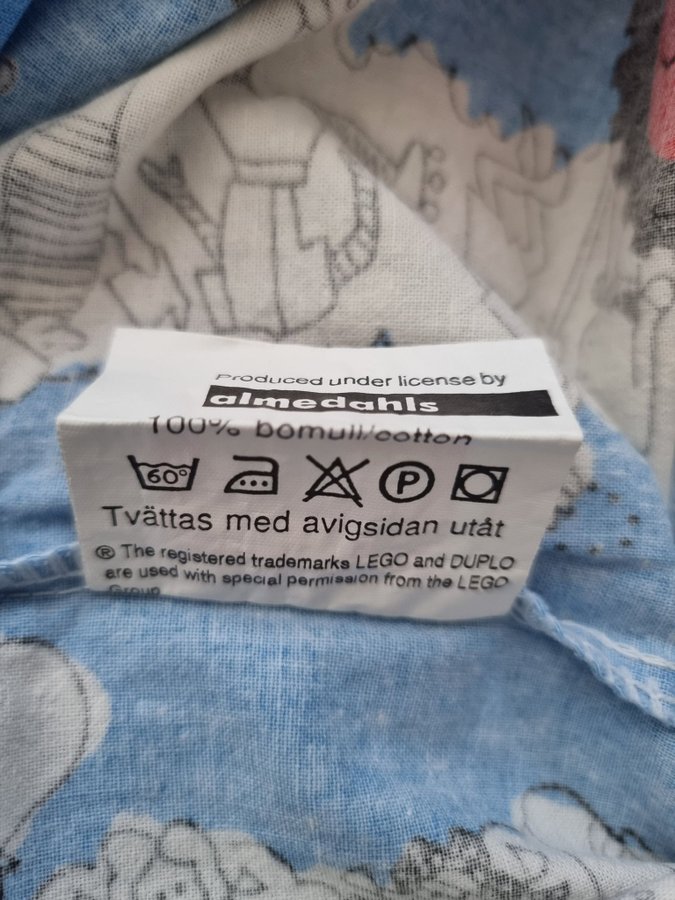 Produced under license by
almedahls
100% bomull/cotton
60°
P
Tvättas med avigsidan utåt
® The registered trademarks LEGO and DUPLO
are used with special permission from the LEGO
Group